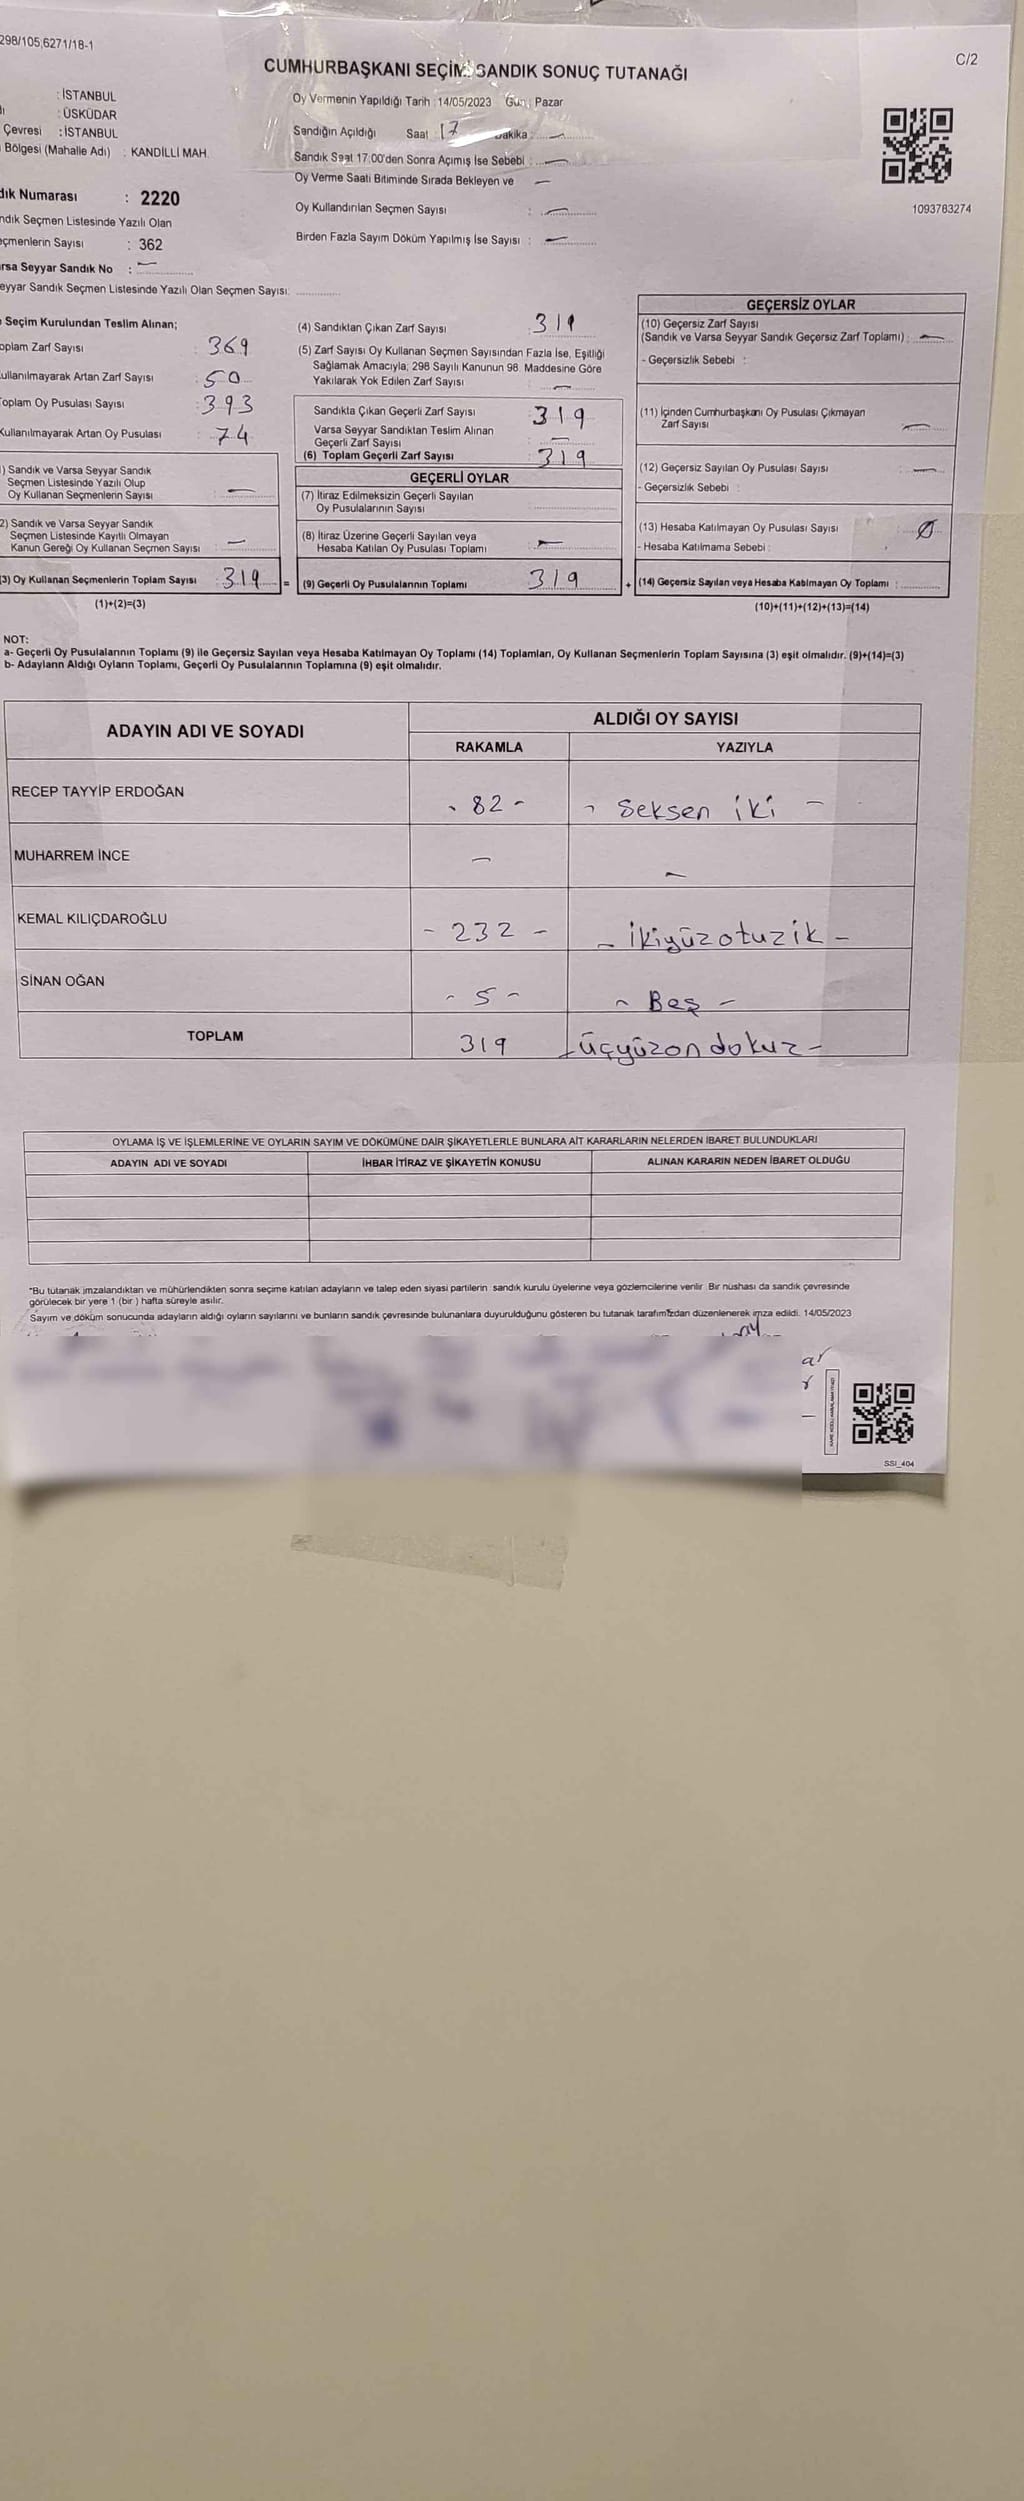 298/105,6271/18-1
C/2
CUMHURBAŞKANI SEÇİM SANDIK SONUÇ TUTANAĞI
: İSTANBUL
: ÜSKÜDAR
Çevresi : İSTANBUL
Bölgesi (Mahalle Adı) : KANDİLLİ MAH.
Oy Vermenin Yapıldığı Tarih : 14/05/2023 Gün : Pazar
Sandığın Açıldığı Saat 17 Dakika : —
Sandık Saat 17:00'den Sonra Açımış İse Sebebi : —
Oy Verme Saati Bitiminde Sırada Bekleyen ve —
Oy Kullandırılan Seçmen Sayısı : —
Birden Fazla Sayım Döküm Yapılmış İse Sayısı : —
1093783274
dık Numarası : 2220
ndık Seçmen Listesinde Yazılı Olan
eçmenlerin Sayısı : 362
arsa Seyyar Sandık No : —
eyyar Sandık Seçmen Listesinde Yazılı Olan Seçmen Sayısı:
Seçim Kurulundan Teslim Alınan;
oplam Zarf Sayısı : 369
ullanılmayarak Artan Zarf Sayısı : 50
Toplam Oy Pusulası Sayısı : 393
Kullanılmayarak Artan Oy Pusulası : 74
) Sandık ve Varsa Seyyar Sandık
Seçmen Listesinde Yazılı Olup
Oy Kullanan Seçmenlerin Sayısı : —
2) Sandık ve Varsa Seyyar Sandık
Seçmen Listesinde Kayıtlı Olmayan
Kanun Gereği Oy Kullanan Seçmen Sayısı : —
3) Oy Kullanan Seçmenlerin Toplam Sayısı : 319 =
(1)+(2)=(3)
(4) Sandıktan Çıkan Zarf Sayısı : 319
(5) Zarf Sayısı Oy Kullanan Seçmen Sayısından Fazla İse, Eşitliği
Sağlamak Amacıyla; 298 Sayılı Kanunun 98. Maddesine Göre
Yakılarak Yok Edilen Zarf Sayısı : —
Sandıkta Çıkan Geçerli Zarf Sayısı : 319
Varsa Seyyar Sandıktan Teslim Alınan
Geçerli Zarf Sayısı : —
(6) Toplam Geçerli Zarf Sayısı : 319
GEÇERLİ OYLAR
(7) İtiraz Edilmeksizin Geçerli Sayılan
Oy Pusulalarının Sayısı :
(8) İtiraz Üzerine Geçerli Sayılan veya
Hesaba Katılan Oy Pusulası Toplamı : —
(9) Geçerli Oy Pusulalarının Toplamı : 319 +
GEÇERSİZ OYLAR
(10) Geçersiz Zarf Sayısı
(Sandık ve Varsa Seyyar Sandık Geçersiz Zarf Toplamı) : —
- Geçersizlik Sebebi :
(11) İçinden Cumhurbaşkanı Oy Pusulası Çıkmayan
Zarf Sayısı : —
(12) Geçersiz Sayılan Oy Pusulası Sayısı : —
- Geçersizlik Sebebi :
(13) Hesaba Katılmayan Oy Pusulası Sayısı : Ø
- Hesaba Katılmama Sebebi :
(14) Geçersiz Sayılan veya Hesaba Katılmayan Oy Toplamı :
(10)+(11)+(12)+(13)=(14)
NOT:
a- Geçerli Oy Pusulalarının Toplamı (9) ile Geçersiz Sayılan veya Hesaba Katılmayan Oy Toplamı (14) Toplamları, Oy Kullanan Seçmenlerin Toplam Sayısına (3) eşit olmalıdır. (9)+(14)=(3)
b- Adayların Aldığı Oyların Toplamı, Geçerli Oy Pusulalarının Toplamına (9) eşit olmalıdır.
ADAYIN ADI VE SOYADI
ALDIĞI OY SAYISI
RAKAMLA
YAZIYLA
RECEP TAYYİP ERDOĞAN - 82 - - seksen iki -
MUHARREM İNCE — —
KEMAL KILIÇDAROĞLU - 232 - - ikiyüzotuzik -
SİNAN OĞAN - 5 - - Beş -
TOPLAM 319 - üçyüzon dokuz -
OYLAMA İŞ VE İŞLEMLERİNE VE OYLARIN SAYIM VE DÖKÜMÜNE DAİR ŞİKAYETLERLE BUNLARA AİT KARARLARIN NELERDEN İBARET BULUNDUKLARI
ADAYIN ADI VE SOYADI
İHBAR İTİRAZ VE ŞİKAYETİN KONUSU
ALINAN KARARIN NEDEN İBARET OLDUĞU
*Bu tutanak imzalandıktan ve mühürlendikten sonra seçime katılan adayların ve talep eden siyasi partilerin sandık kurulu üyelerine veya gözlemcilerine verilir. Bir nüshası da sandık çevresinde
görülecek bir yere 1 (bir ) hafta süreyle asılır.
Sayım ve döküm sonucunda adayların aldığı oyların sayılarını ve bunların sandık çevresinde bulunanlara duyurulduğunu gösteren bu tutanak tarafımızdan düzenlenerek imza edildi. 14/05/2023
ar
SSI_404